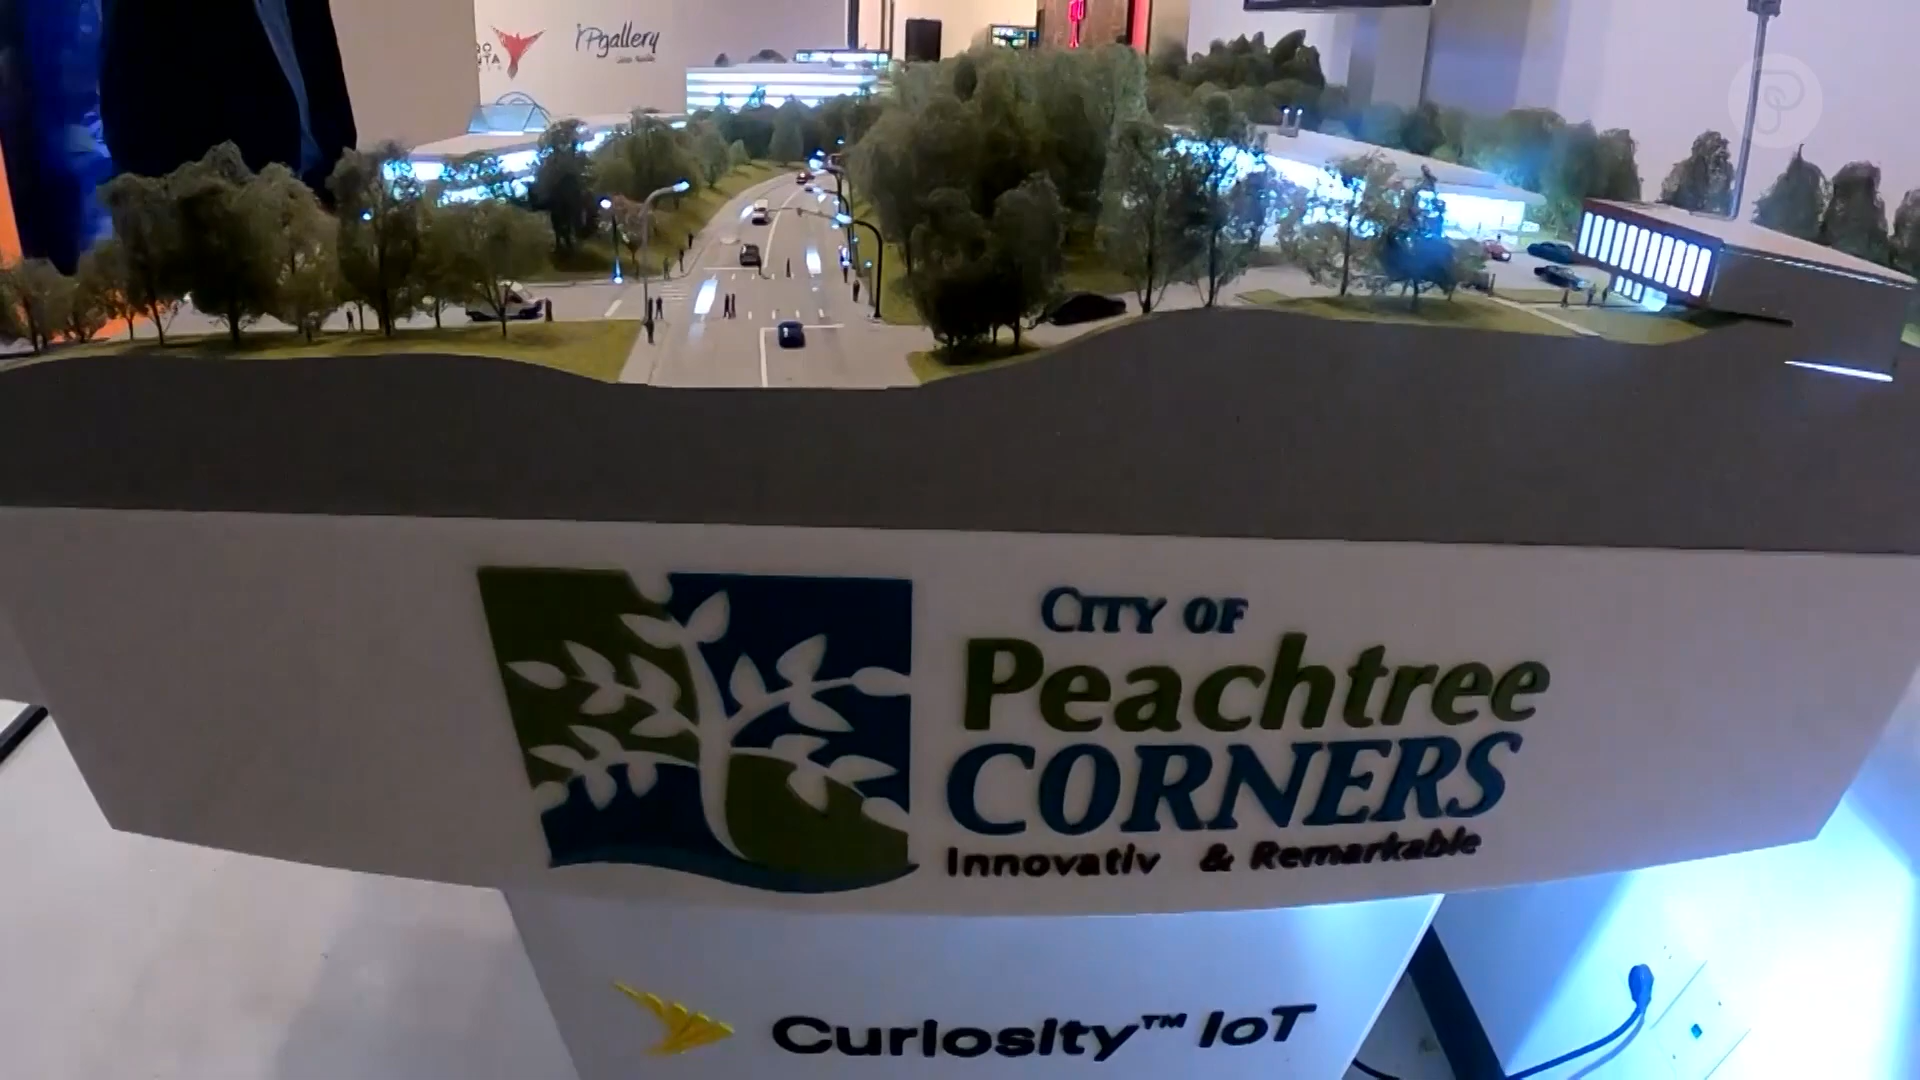 iPgallery
CITY OF
Peachtree
CORNERS
Innovativ & Remarkable
Curiosity™ IoT